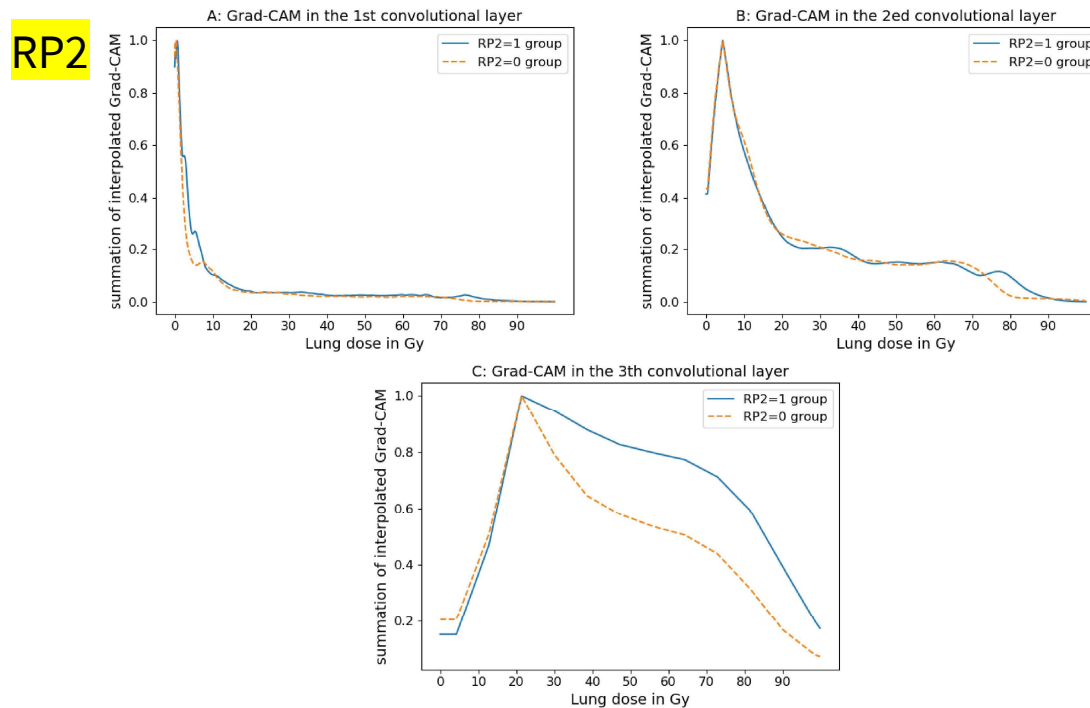 RP2
A: Grad-CAM in the 1st convolutional layer
summation of interpolated Grad-CAM
1.0
0.8
0.6
0.4
0.2
0.0
RP2=1 group
RP2=0 group
0 10 20 30 40 50 60 70 80 90
Lung dose in Gy
B: Grad-CAM in the 2ed convolutional layer
summation of interpolated Grad-CAM
1.0
0.8
0.6
0.4
0.2
0.0
RP2=1 group
RP2=0 group
0 10 20 30 40 50 60 70 80 90
Lung dose in Gy
C: Grad-CAM in the 3th convolutional layer
summation of interpolated Grad-CAM
1.0
0.8
0.6
0.4
0.2
RP2=1 group
RP2=0 group
0 10 20 30 40 50 60 70 80 90
Lung dose in Gy